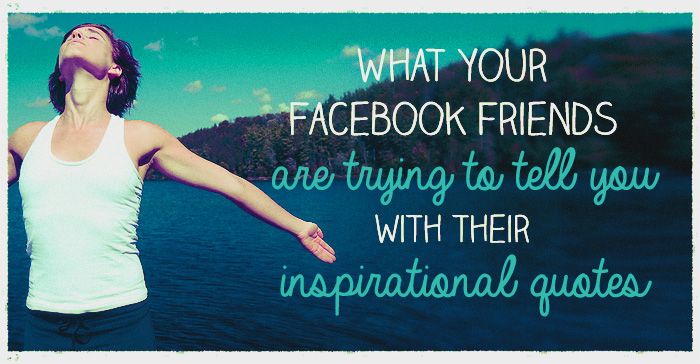 WHAT YOUR
FACEBOOK FRIENDS
are trying to tell you
WITH THEIR
inspirational quotes